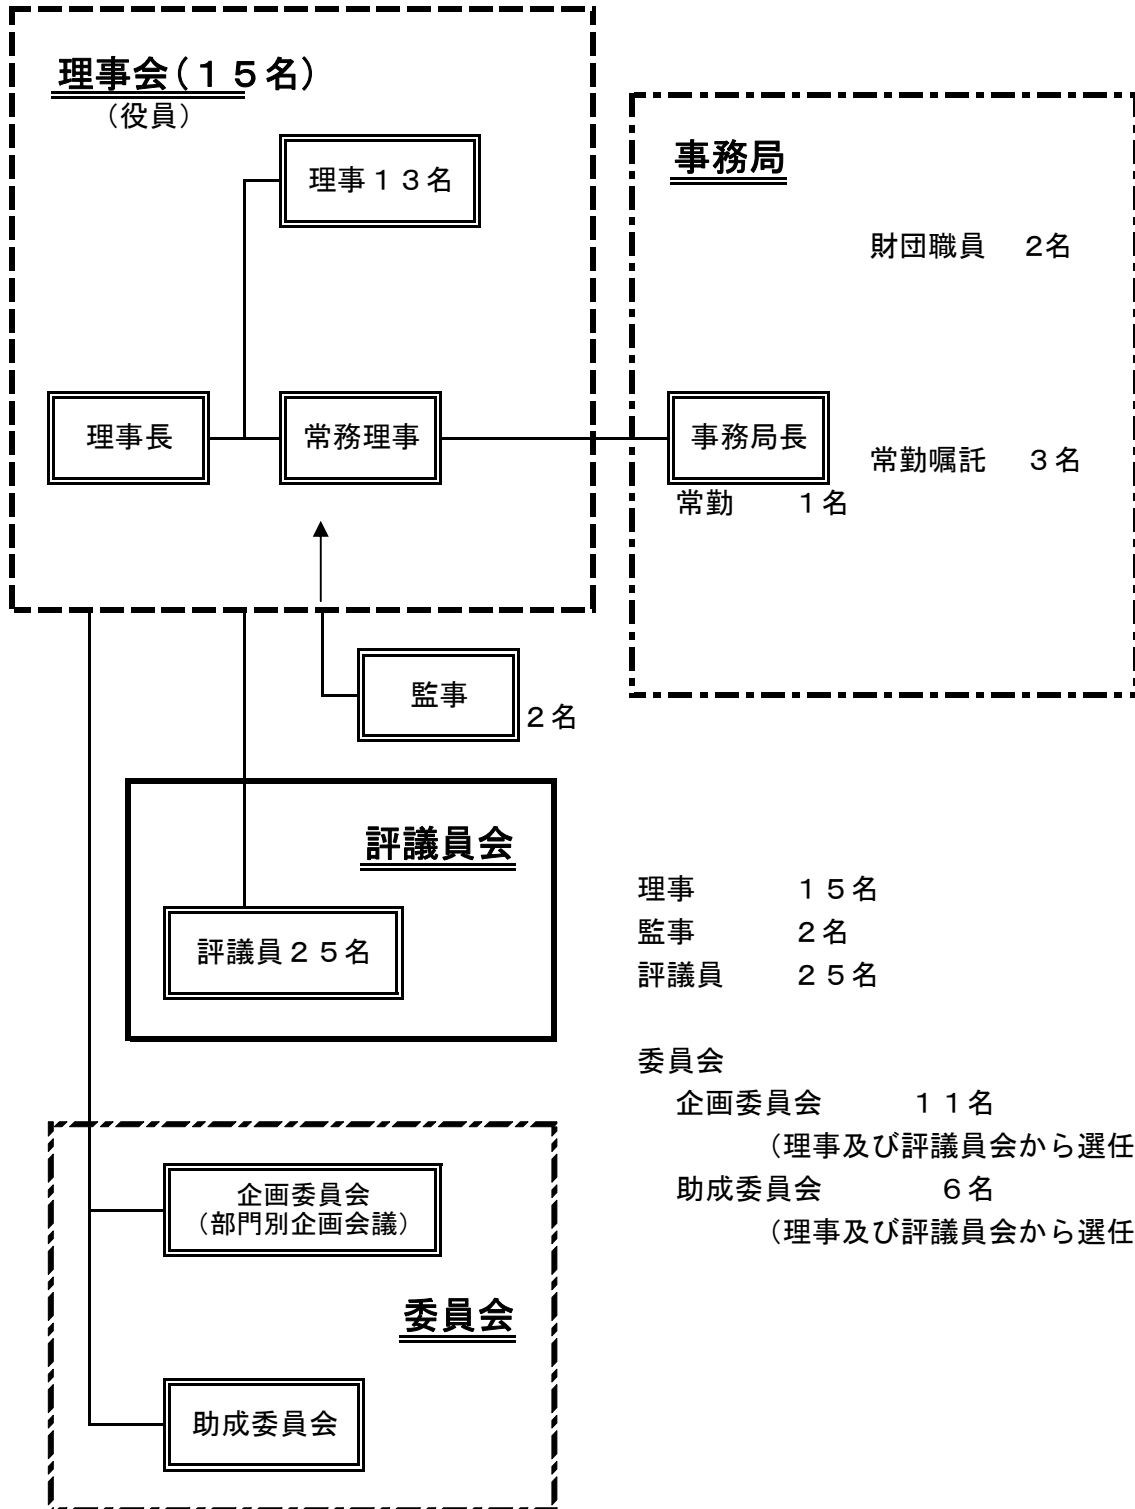 理事会(15名)
(役員)
理事13名
理事長
常務理事
事務局
財団職員 2名
事務局長
常勤嘱託 3名
常勤 1名
監事
2名
評議員会
評議員25名
理事 15名
監事 2名
評議員 25名
委員会
企画委員会 11名
(理事及び評議員会から選任
助成委員会 6名
(理事及び評議員会から選任
企画委員会
(部門別企画会議)
委員会
助成委員会